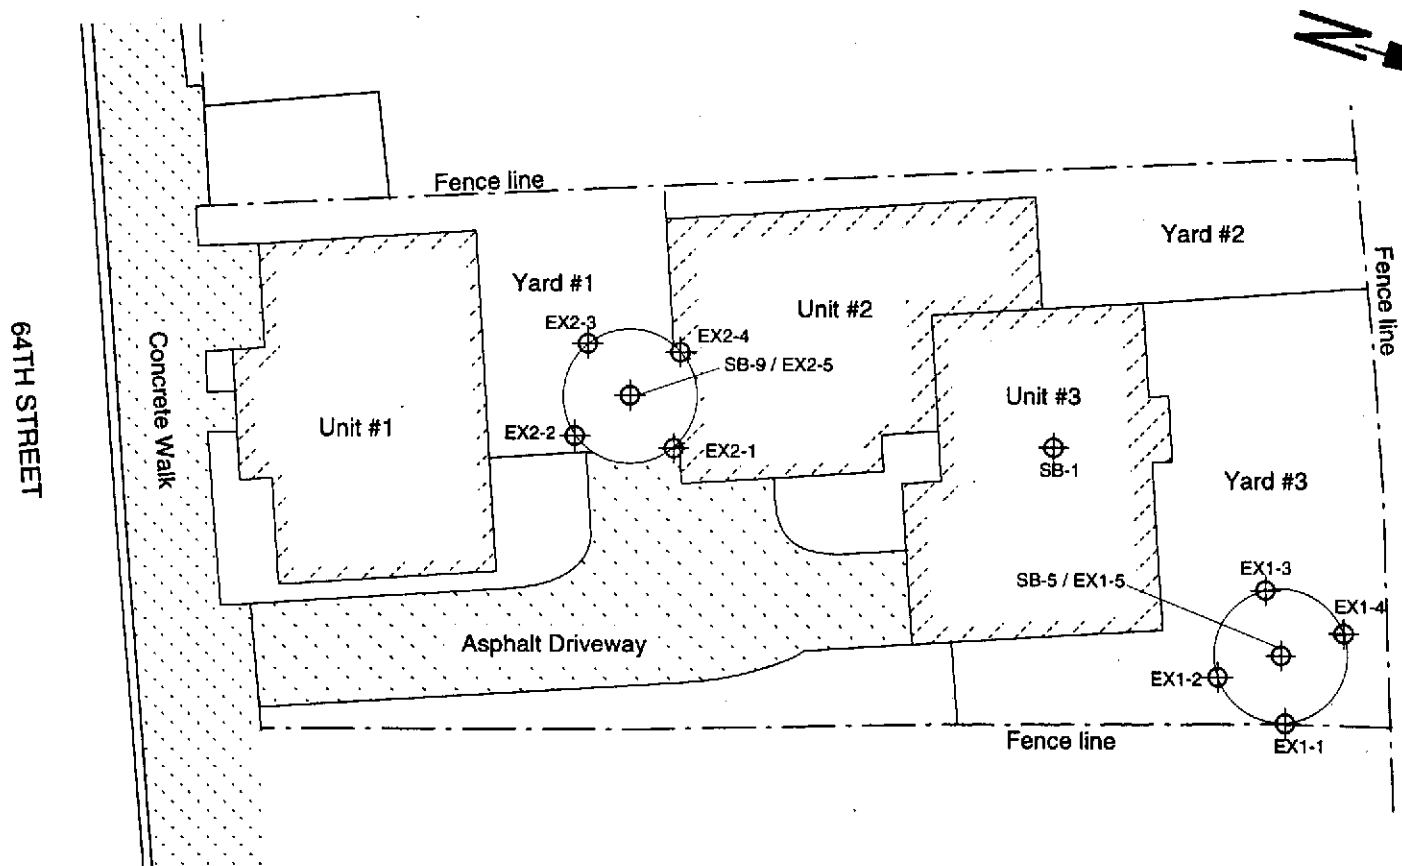 N
Fence line
Yard #2
Fence line
Yard #1
Unit #2
EX2-3
EX2-4
SB-9 / EX2-5
64TH STREET
Concrete Walk
Unit #1
EX2-2
EX2-1
Unit #3
SB-1
Yard #3
SB-5 / EX1-5
EX1-3
EX1-4
Asphalt Driveway
EX1-2
Fence line
EX1-1